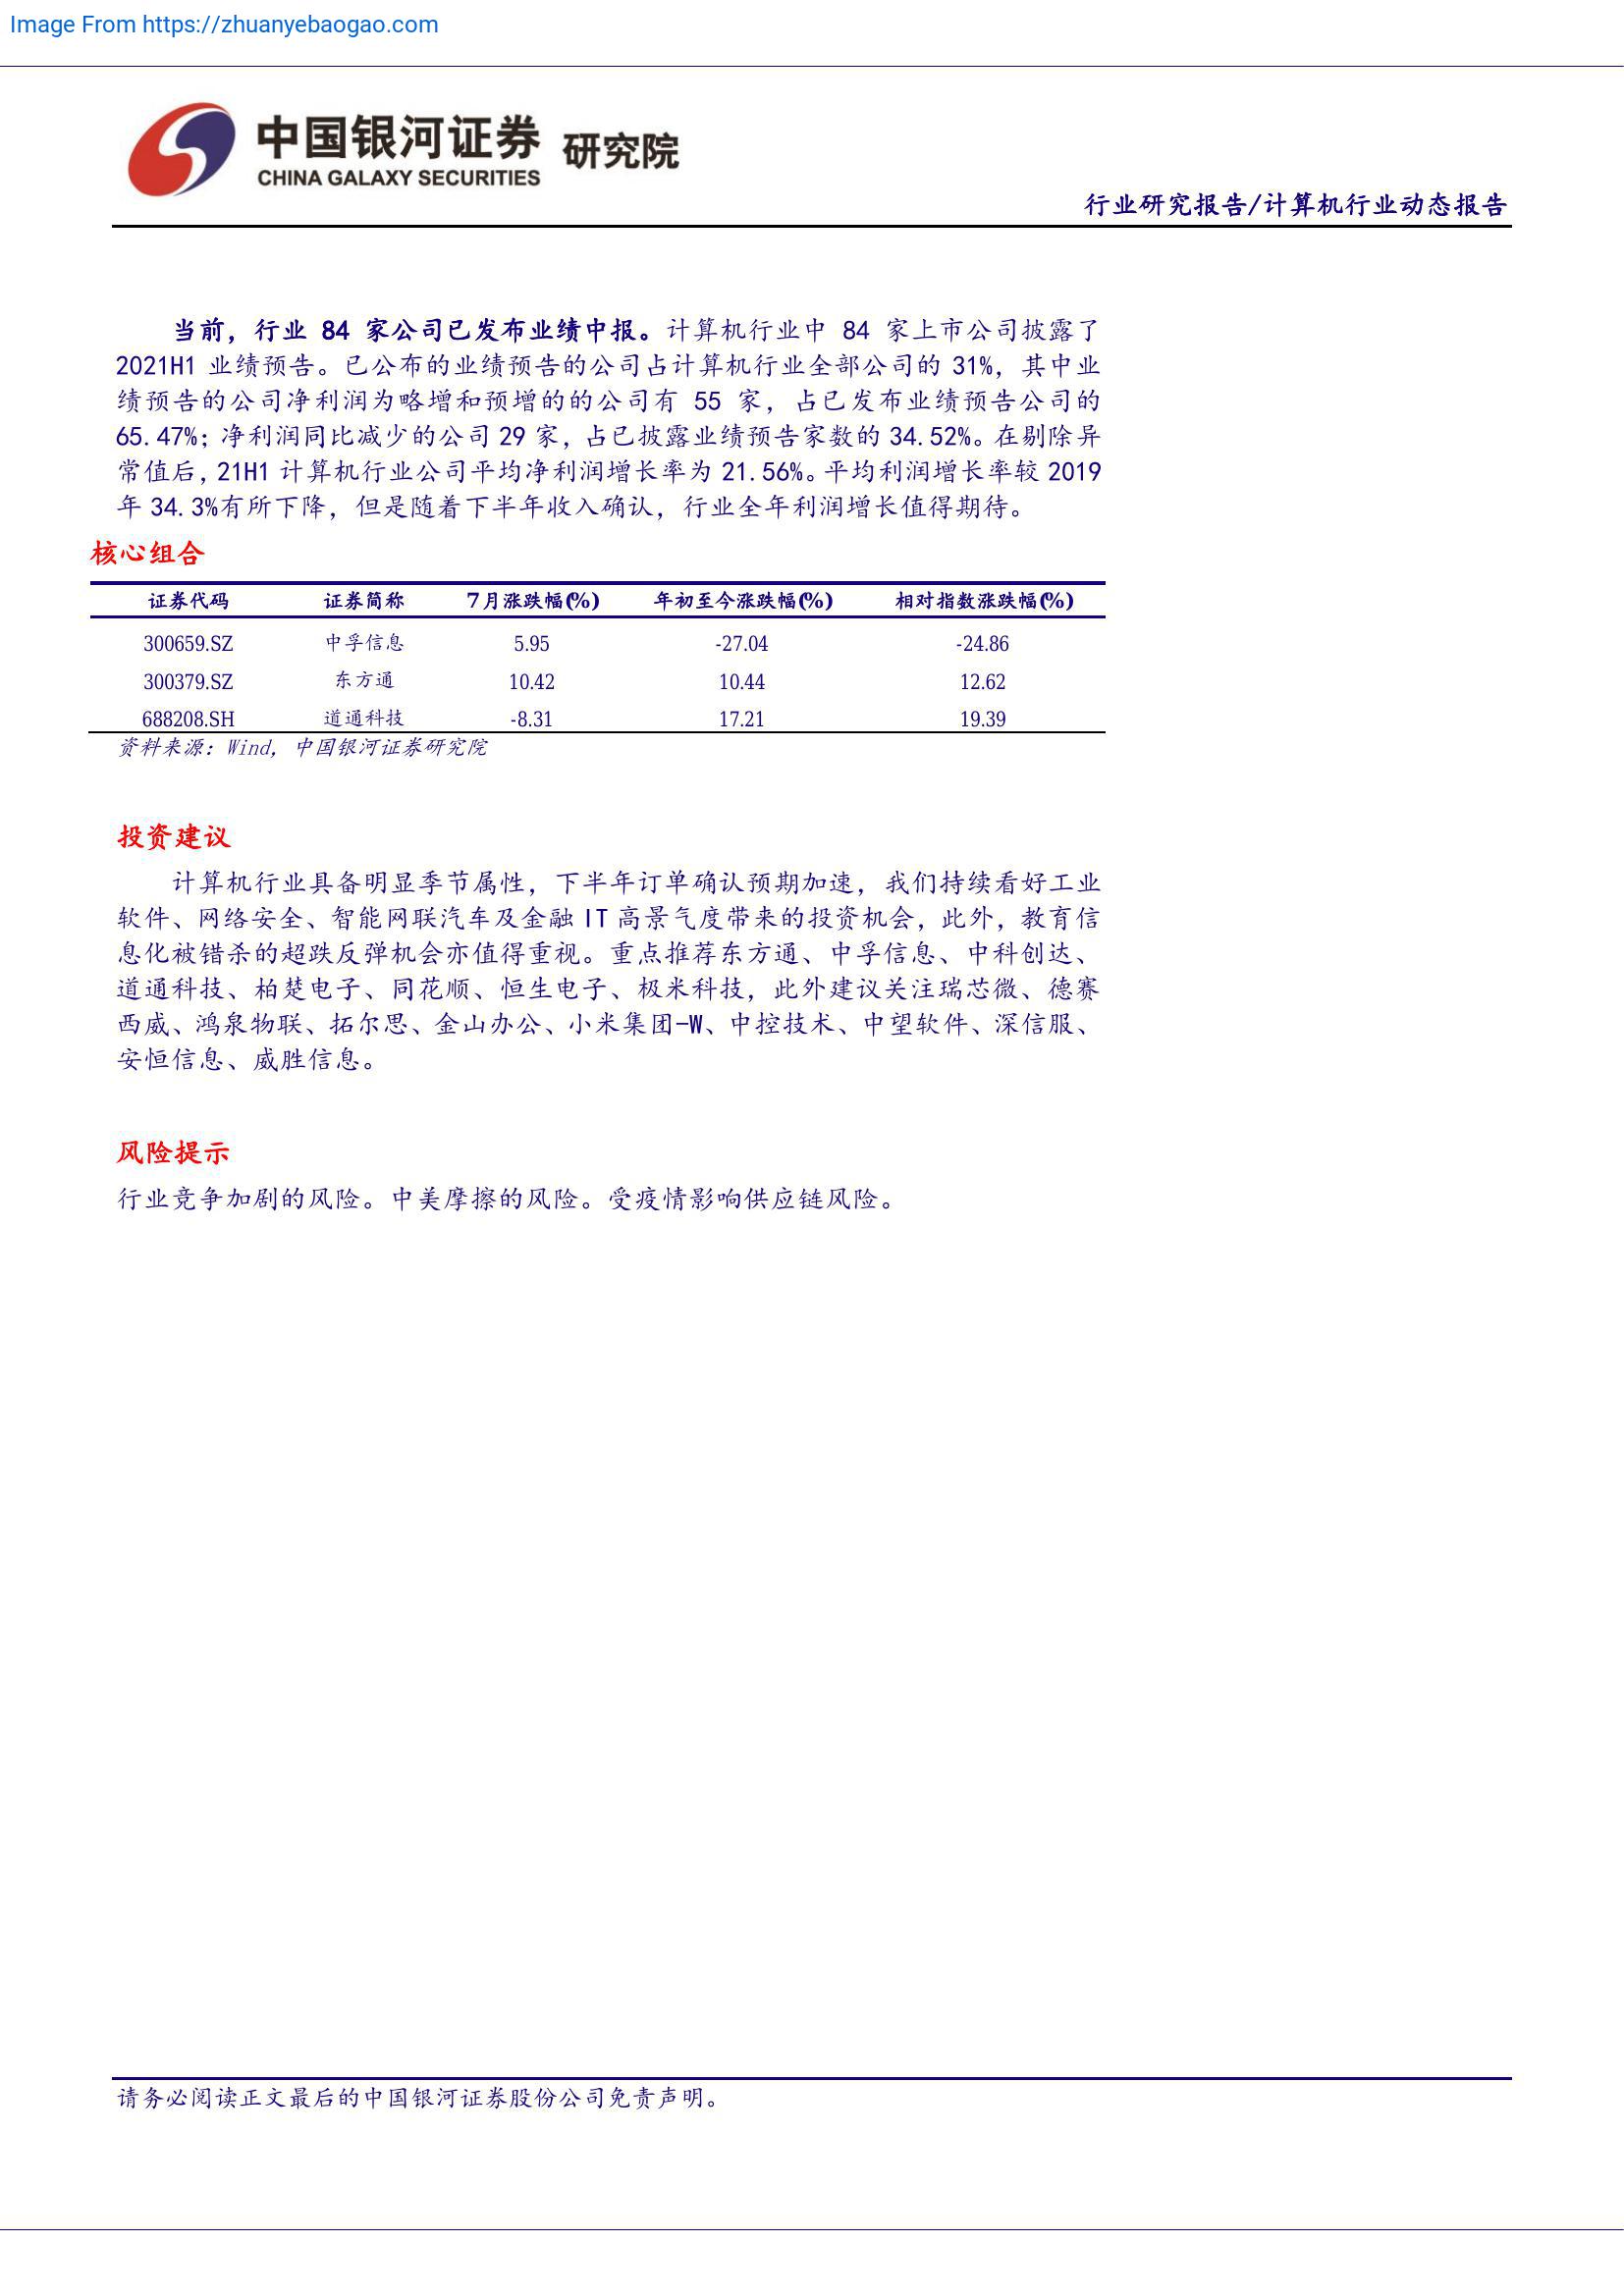 Image From https://zhuanyebaogao.com
中国银河证券 研究院
CHINA GALAXY SECURITIES
行业研究报告/计算机行业动态报告
当前，行业 84 家公司已发布业绩中报。计算机行业中 84 家上市公司披露了
2021H1 业绩预告。已公布的业绩预告的公司占计算机行业全部公司的 31%，其中业
绩预告的公司净利润为略增和预增的的公司有 55 家，占已发布业绩预告公司的
65.47%；净利润同比减少的公司 29 家，占已披露业绩预告家数的 34.52%。在剔除异
常值后，21H1 计算机行业公司平均净利润增长率为 21.56%。平均利润增长率较 2019
年 34.3%有所下降，但是随着下半年收入确认，行业全年利润增长值得期待。
核心组合
证券代码 证券简称 7月涨跌幅(%) 年初至今涨跌幅(%) 相对指数涨跌幅(%)
300659.SZ 中孚信息 5.95 -27.04 -24.86
300379.SZ 东方通 10.42 10.44 12.62
688208.SH 道通科技 -8.31 17.21 19.39
资料来源：Wind, 中国银河证券研究院
投资建议
计算机行业具备明显季节属性，下半年订单确认预期加速，我们持续看好工业
软件、网络安全、智能网联汽车及金融 IT 高景气度带来的投资机会，此外，教育信
息化被错杀的超跌反弹机会亦值得重视。重点推荐东方通、中孚信息、中科创达、
道通科技、柏楚电子、同花顺、恒生电子、极米科技，此外建议关注瑞芯微、德赛
西威、鸿泉物联、拓尔思、金山办公、小米集团-W、中控技术、中望软件、深信服、
安恒信息、威胜信息。
风险提示
行业竞争加剧的风险。中美摩擦的风险。受疫情影响供应链风险。
请务必阅读正文最后的中国银河证券股份公司免责声明。